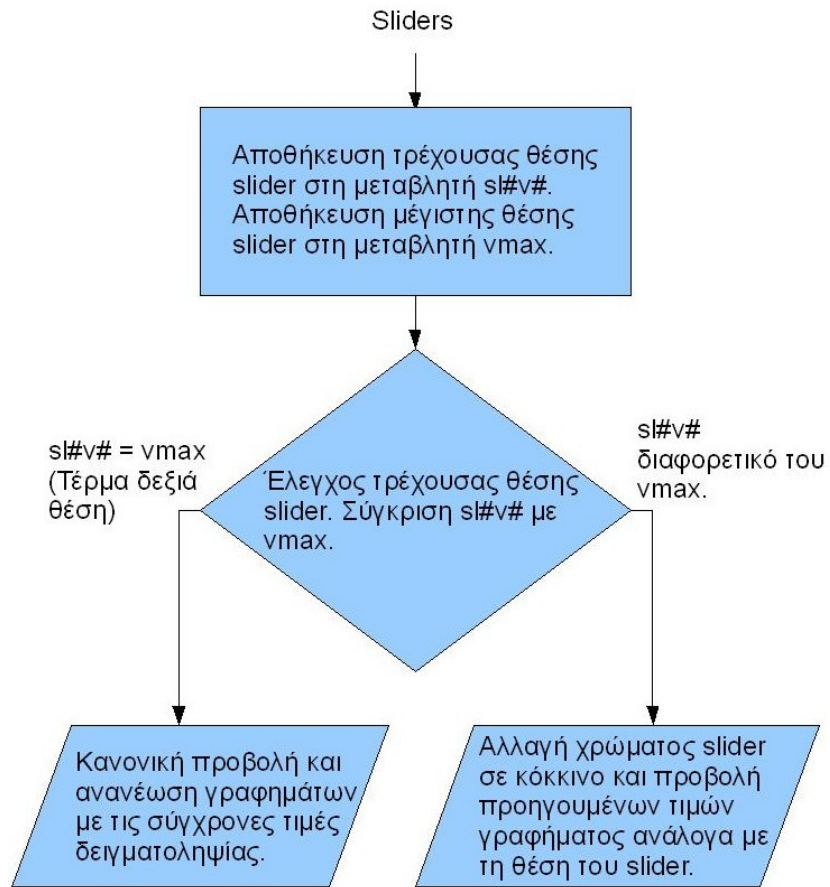 Sliders
Αποθήκευση τρέχουσας θέσης
slider στη μεταβλητή sl#v#.
Αποθήκευση μέγιστης θέσης
slider στη μεταβλητή vmax.
sl#v# = vmax
(Τέρμα δεξιά
θέση)
Έλεγχος τρέχουσας θέσης
slider. Σύγκριση sl#v# με
vmax.
sl#v#
διαφορετικό του
vmax.
Κανονική προβολή και
ανανέωση γραφημάτων
με τις σύγχρονες τιμές
δειγματοληψίας.
Αλλαγή χρώματος slider
σε κόκκινο και προβολή
προηγουμένων τιμών
γραφήματος ανάλογα με
τη θέση του slider.